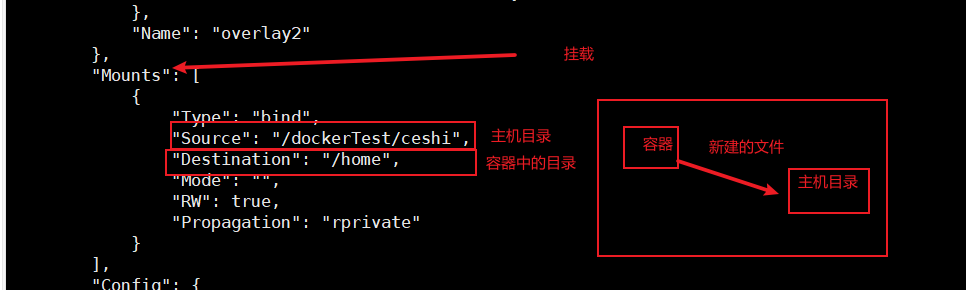 },
"Name": "overlay2"
},
"Mounts": [
挂载
{
"Type": "bind",
"Source": "/dockerTest/ceshi",
主机目录
"Destination": "/home",
容器中的目录
"Mode": "",
"RW": true,
"Propagation": "rprivate"
}
],
"Config": {
容器
新建的文件
主机目录